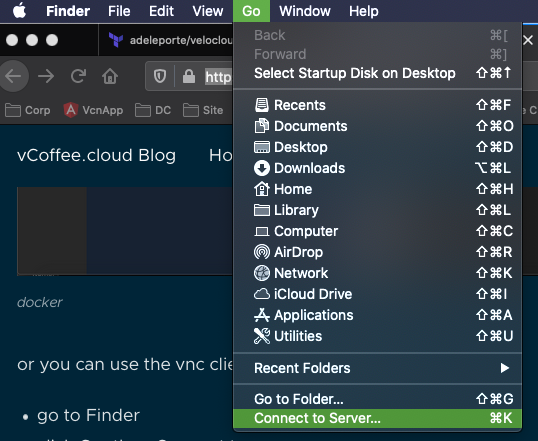 Finder File Edit View Go Window Help
adeleporte/veloclou
Back ⌘[
Forward ⌘]
Select Startup Disk on Desktop ⇧⌘↑
http
Corp VcnApp DC Site
Recents ⇧⌘F
Documents ⇧⌘O
Desktop ⇧⌘D
Downloads ⌥⌘L
Home ⇧⌘H
Library ⇧⌘L
Computer ⇧⌘C
AirDrop ⇧⌘R
Network ⇧⌘K
iCloud Drive ⇧⌘I
Applications ⇧⌘A
Utilities ⇧⌘U
Recent Folders
Go to Folder... ⇧⌘G
Connect to Server... ⌘K
vCoffee.cloud Blog Ho
docker
or you can use the vnc clie
• go to Finder